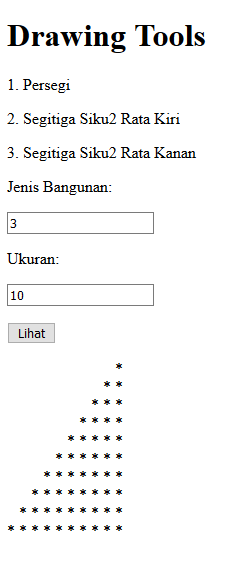 Drawing Tools
1. Persegi
2. Segitiga Siku2 Rata Kiri
3. Segitiga Siku2 Rata Kanan
Jenis Bangunan:
3
Ukuran:
10
Lihat
*
* *
* * *
* * * *
* * * * *
* * * * * *
* * * * * * *
* * * * * * * *
* * * * * * * * *
* * * * * * * * * *